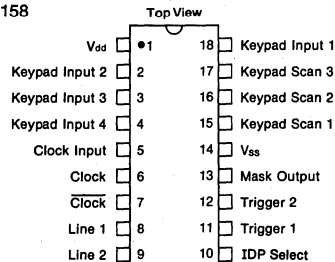 158
Top View
Vdd •1 18 Keypad Input 1
Keypad Input 2 2 17 Keypad Scan 3
Keypad Input 3 3 16 Keypad Scan 2
Keypad Input 4 4 15 Keypad Scan 1
Clock Input 5 14 Vss
Clock 6 13 Mask Output
Clock 7 12 Trigger 2
Line 1 8 11 Trigger 1
Line 2 9 10 IDP Select